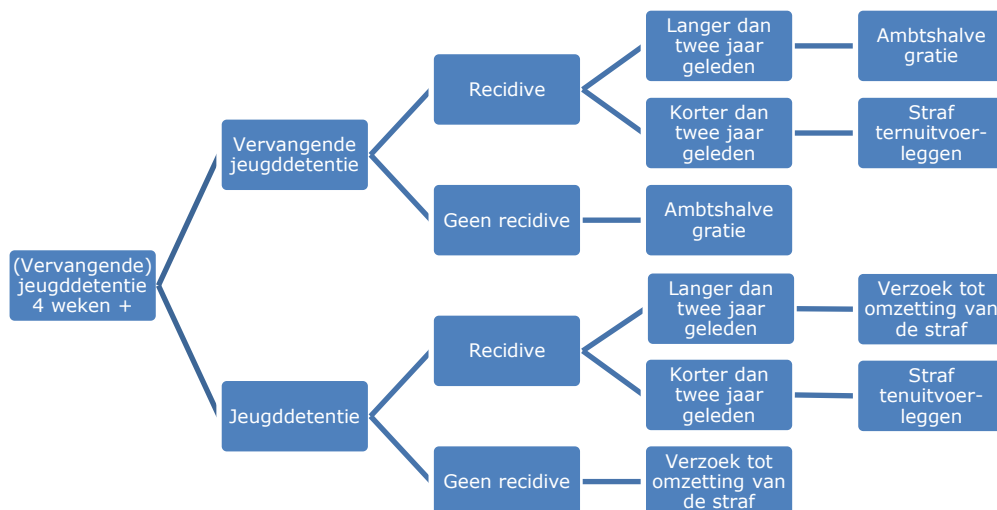 (Vervangende)
jeugddetentie
4 weken +
Vervangende
jeugddetentie
Recidive
Langer dan
twee jaar
geleden
Ambtshalve
gratie
Korter dan
twee jaar
geleden
Straf
ternuitvoer-
leggen
Geen recidive
Ambtshalve
gratie
Jeugddetentie
Recidive
Langer dan
twee jaar
geleden
Verzoek tot
omzetting van
de straf
Korter dan
twee jaar
geleden
Straf
tenuitvoer-
leggen
Geen recidive
Verzoek tot
omzetting van
de straf